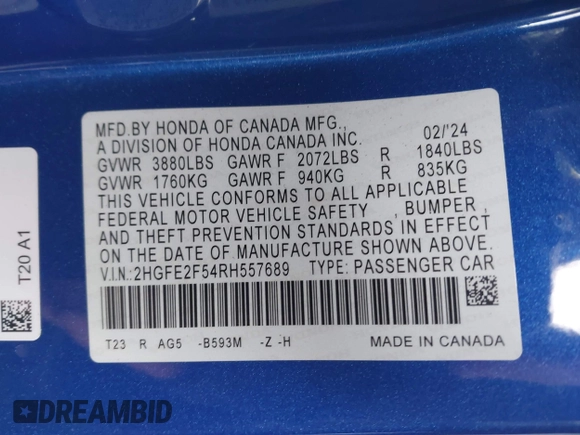 MFD.BY HONDA OF CANADA MFG.,
A DIVISION OF HONDA CANADA INC. 02/'24
GVWR 3880LBS GAWR F 2072LBS R 1840LBS
GVWR 1760KG GAWR F 940KG R 835KG
THIS VEHICLE CONFORMS TO ALL APPLICABLE
FEDERAL MOTOR VEHICLE SAFETY , BUMPER ,
AND THEFT PREVENTION STANDARDS IN EFFECT
ON THE DATE OF MANUFACTURE SHOWN ABOVE.
V.I.N.:2HGFE2F54RH557689 TYPE: PASSENGER CAR
T23 R AG5 -B593M -Z -H MADE IN CANADA
T20 A1
DREAMBID